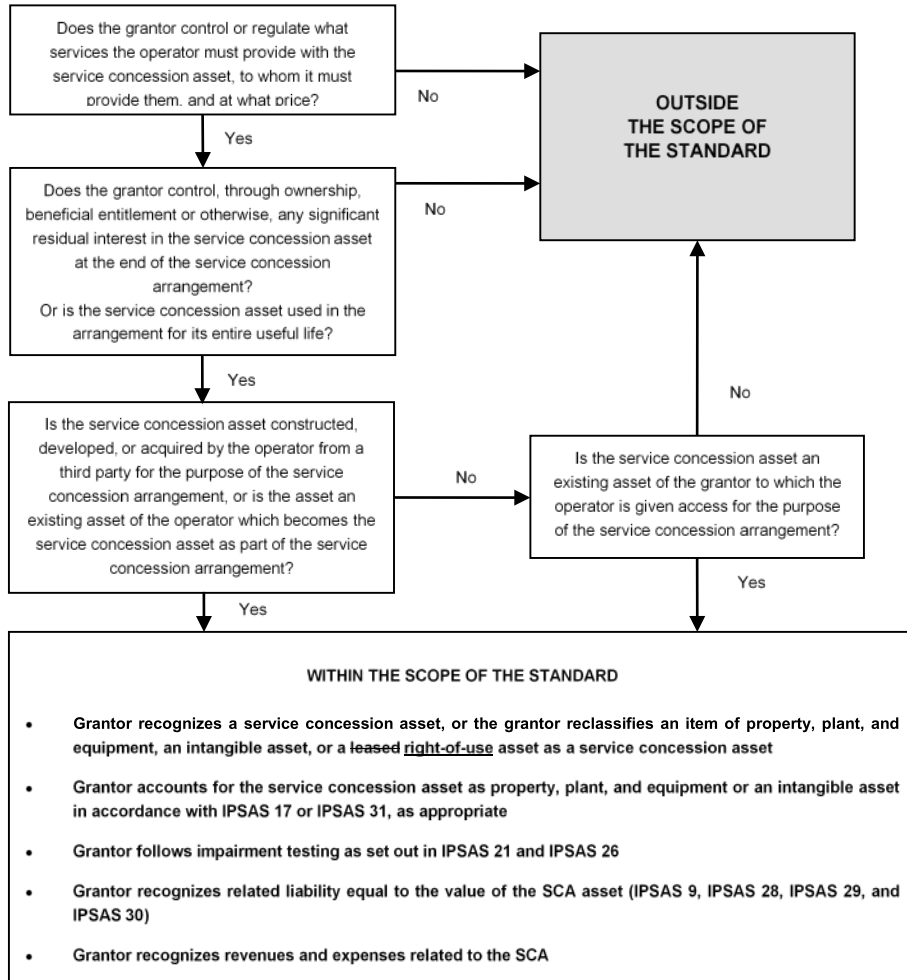 Does the grantor control or regulate what
services the operator must provide with the
service concession asset, to whom it must
provide them, and at what price?
No
Yes
OUTSIDE
THE SCOPE OF
THE STANDARD
Does the grantor control, through ownership,
beneficial entitlement or otherwise, any significant
residual interest in the service concession asset
at the end of the service concession
arrangement?
Or is the service concession asset used in the
arrangement for its entire useful life?
No
Yes
Is the service concession asset constructed,
developed, or acquired by the operator from a
third party for the purpose of the service
concession arrangement, or is the asset an
existing asset of the operator which becomes the
service concession asset as part of the service
concession arrangement?
No
Yes
Is the service concession asset an
existing asset of the grantor to which the
operator is given access for the purpose
of the service concession arrangement?
No
Yes
WITHIN THE SCOPE OF THE STANDARD
• Grantor recognizes a service concession asset, or the grantor reclassifies an item of property, plant, and
equipment, an intangible asset, or a leased right-of-use asset as a service concession asset
• Grantor accounts for the service concession asset as property, plant, and equipment or an intangible asset
in accordance with IPSAS 17 or IPSAS 31, as appropriate
• Grantor follows impairment testing as set out in IPSAS 21 and IPSAS 26
• Grantor recognizes related liability equal to the value of the SCA asset (IPSAS 9, IPSAS 28, IPSAS 29, and
IPSAS 30)
• Grantor recognizes revenues and expenses related to the SCA